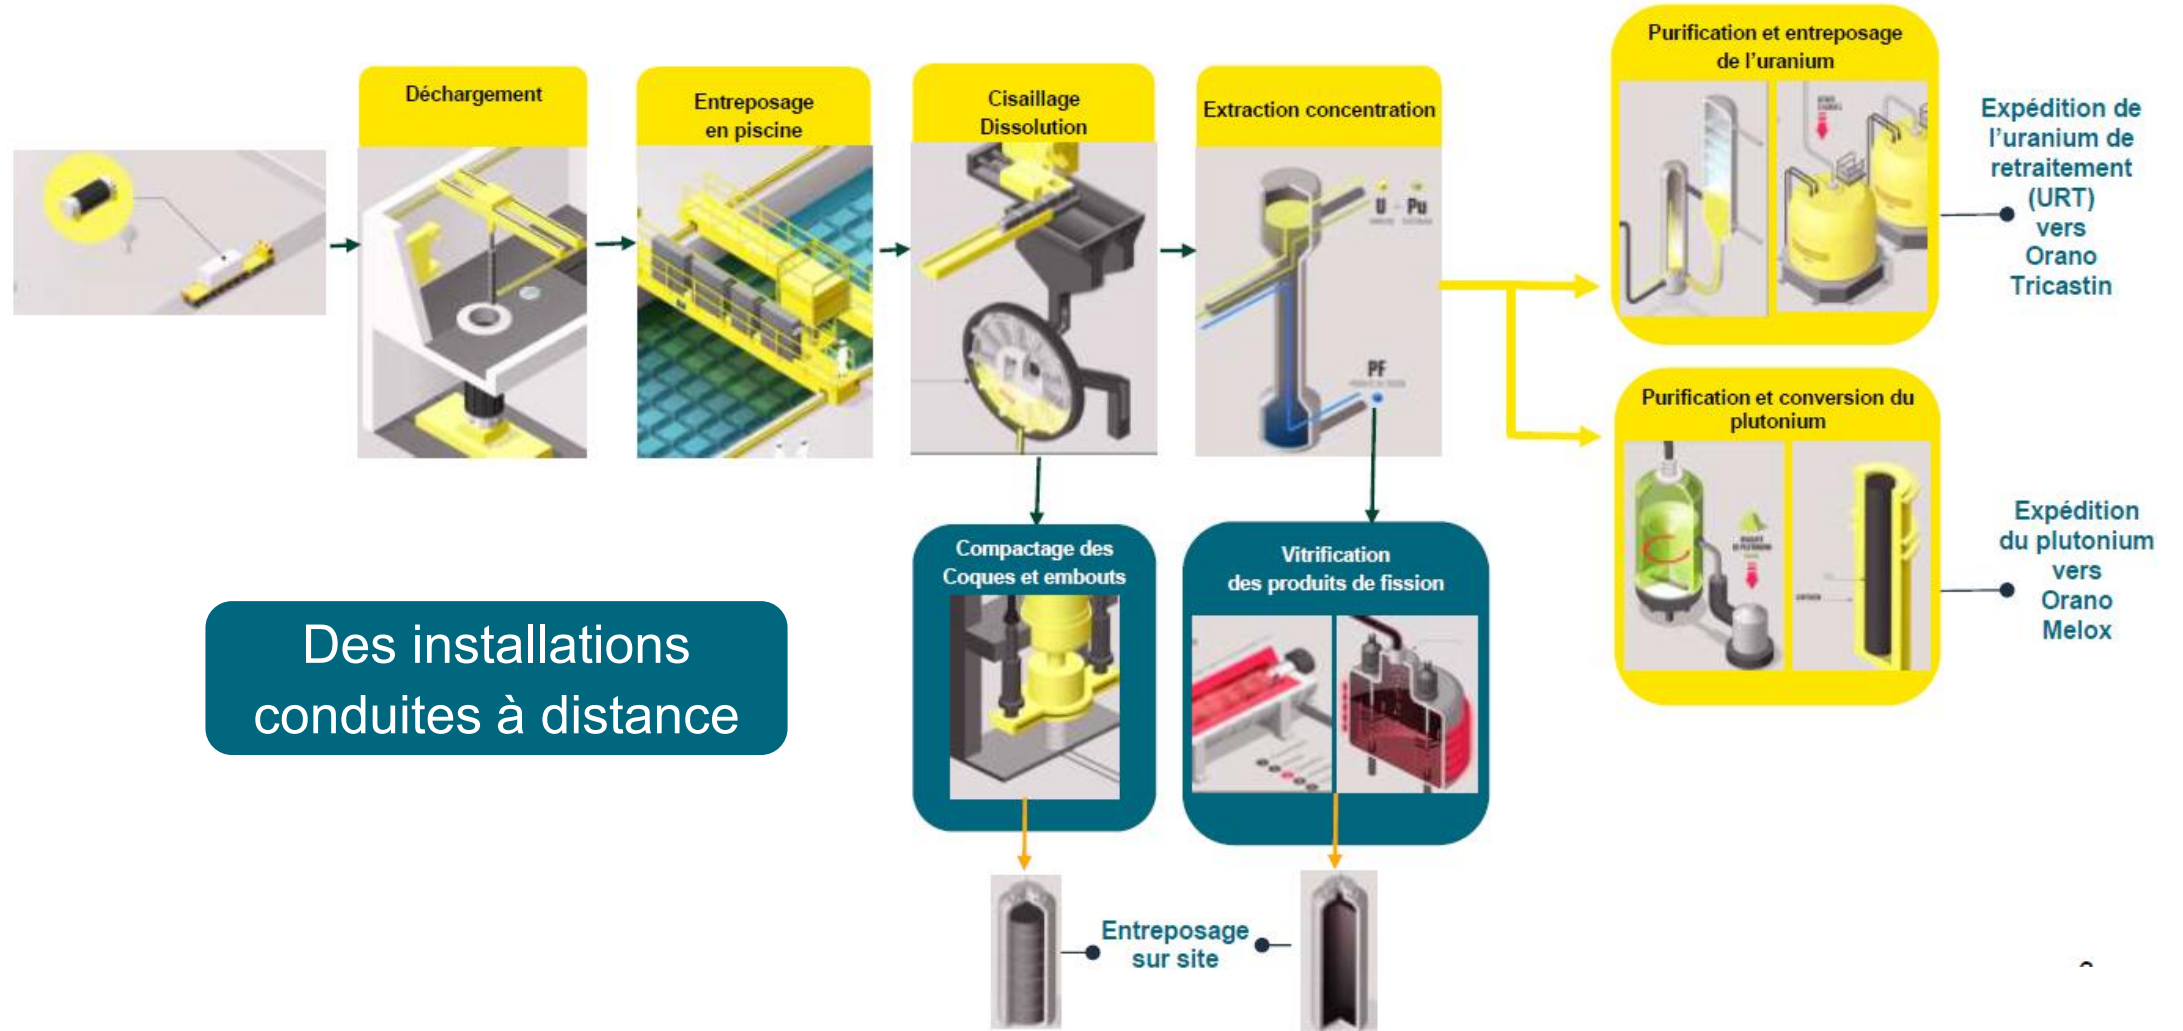 Déchargement
Entreposage
en piscine
Cisaillage
Dissolution
Extraction concentration
U - Pu
PF
Purification et entreposage
de l'uranium
Expédition de
l'uranium de
retraitement
(URT)
vers
Orano
Tricastin
Purification et conversion du
plutonium
Expédition
du plutonium
vers
Orano
Melox
Compactage des
Coques et embouts
Vitrification
des produits de fission
Des installations
conduites à distance
Entreposage
sur site